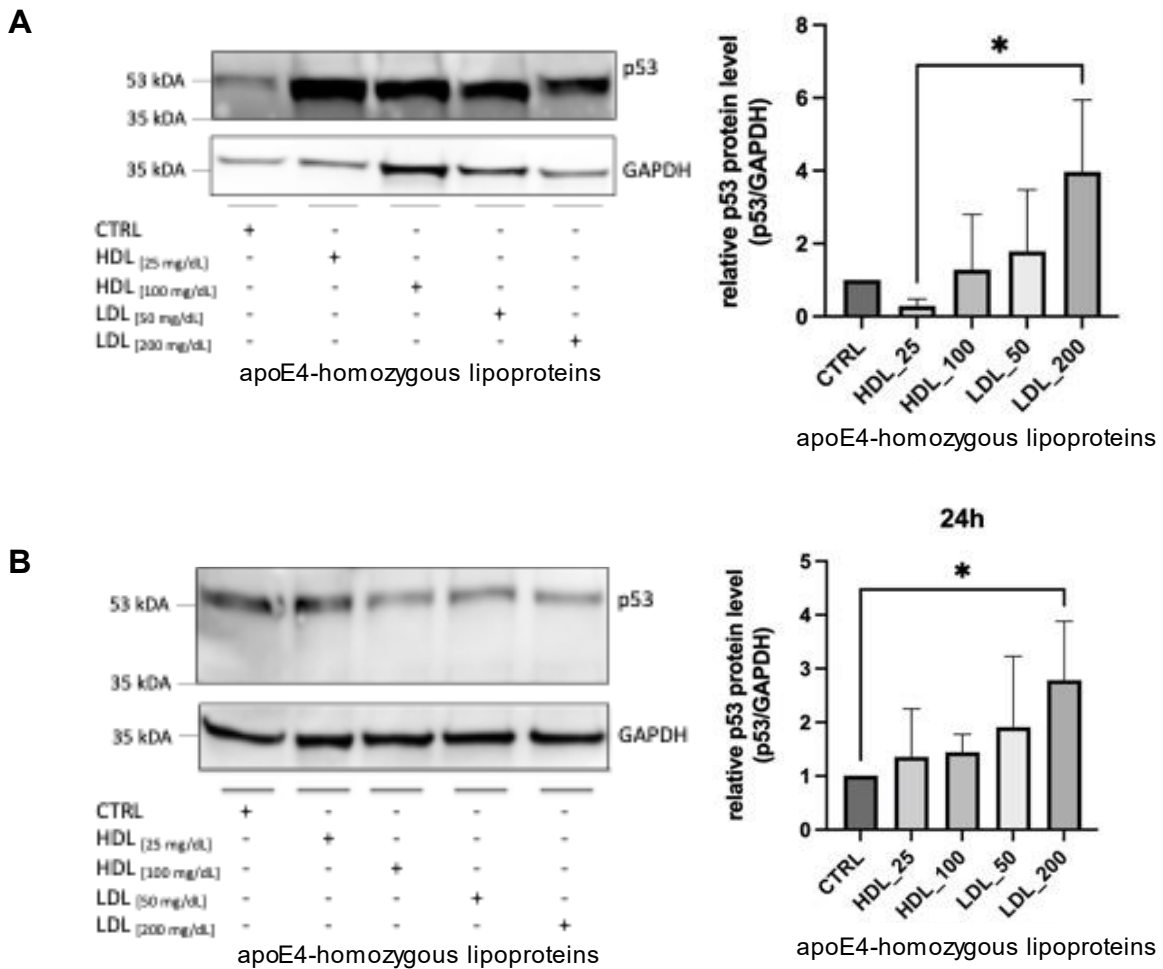 A
53 kDA
35 kDA
p53
35 kDA
GAPDH
CTRL + - - - -
HDL [25 mg/dL] - + - - -
HDL [100 mg/dL] - - + - -
LDL [50 mg/dL] - - - + -
LDL [200 mg/dL] - - - - +
apoE4-homozygous lipoproteins
relative p53 protein level
(p53/GAPDH)
8
6
4
2
0
*
CTRL
HDL_25
HDL_100
LDL_50
LDL_200
apoE4-homozygous lipoproteins
B
53 kDA
35 kDA
p53
35 kDA
GAPDH
CTRL + - - - -
HDL [25 mg/dL] - + - - -
HDL [100 mg/dL] - - + - -
LDL [50 mg/dL] - - - + -
LDL [200 mg/dL] - - - - +
apoE4-homozygous lipoproteins
24h
relative p53 protein level
(p53/GAPDH)
5
4
3
2
1
0
*
CTRL
HDL_25
HDL_100
LDL_50
LDL_200
apoE4-homozygous lipoproteins